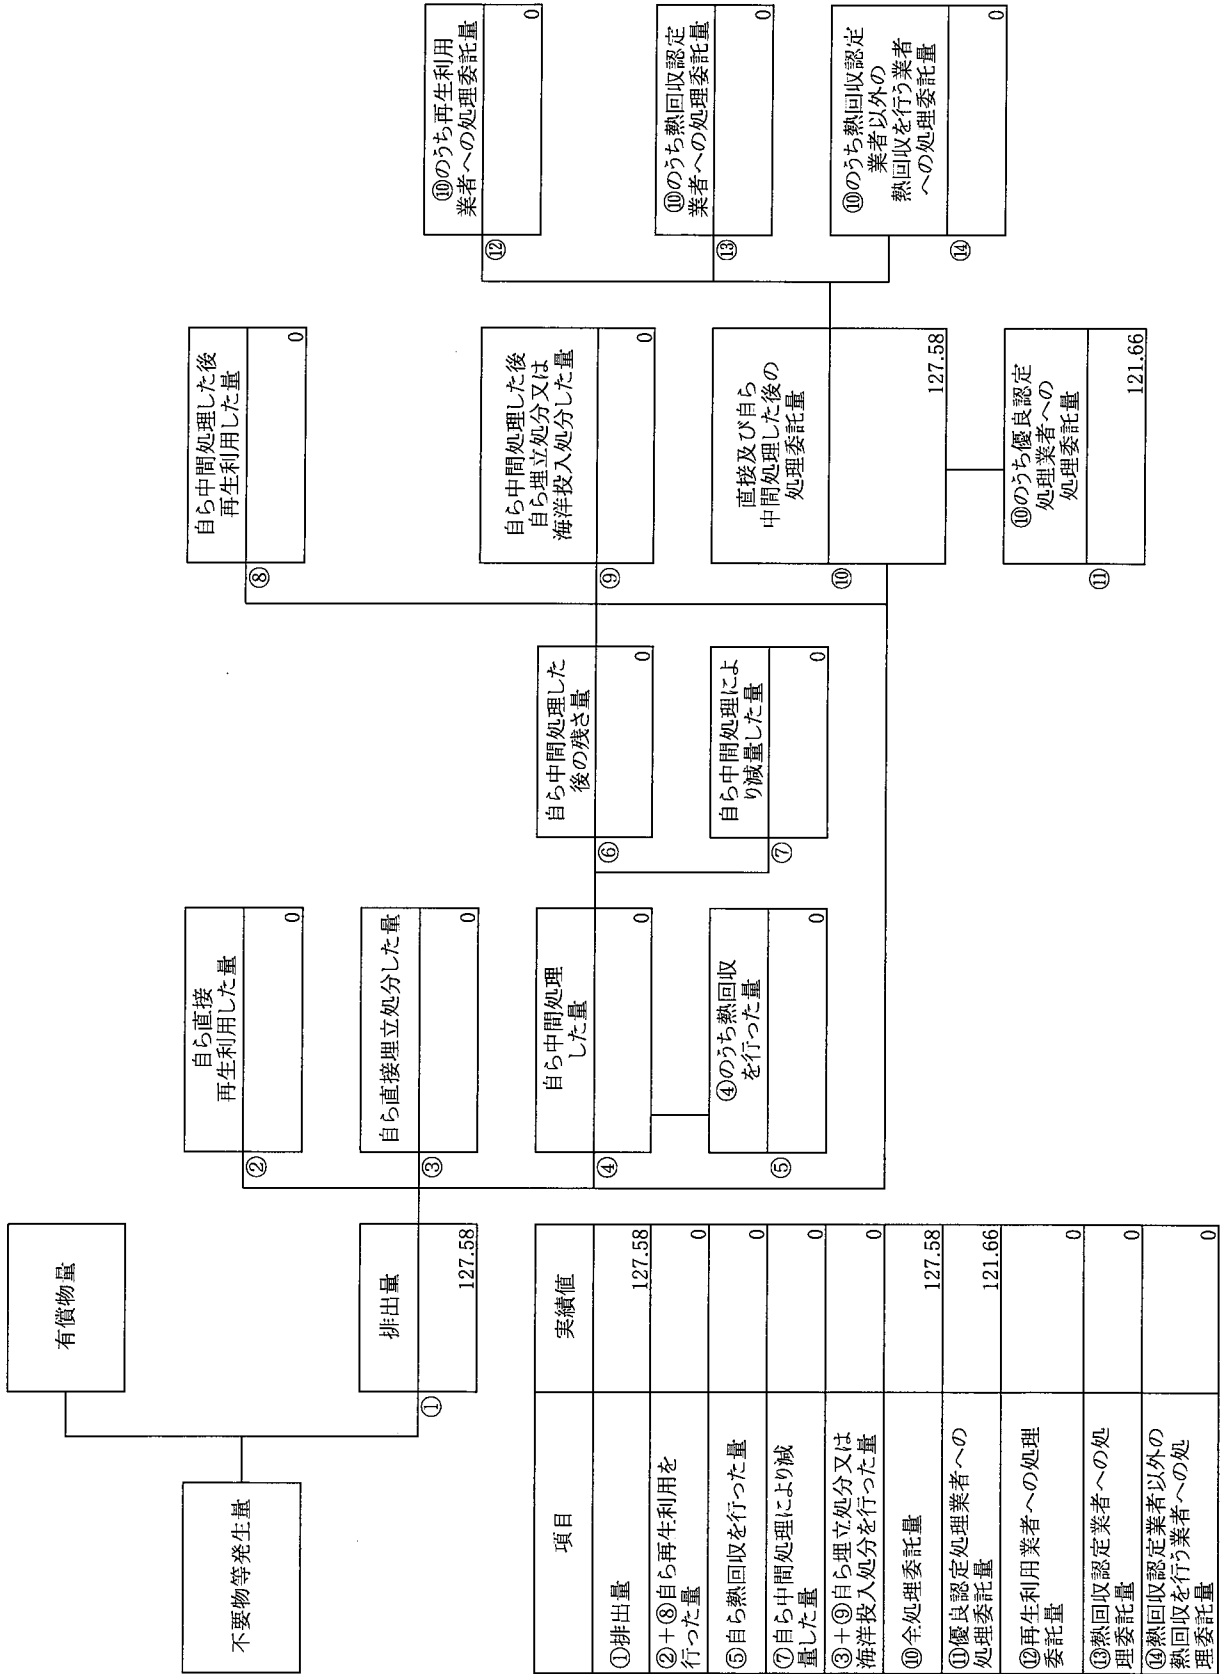 不要物等発生量
有償物量
①
排出量
127.58
②
自ら直接
再生利用した量
0
③
自ら直接埋立処分した量
0
④
自ら中間処理
した量
0
⑤
④のうち熱回収
を行った量
0
⑥
自ら中間処理した
後の残さ量
0
⑦
自ら中間処理によ
り減量した量
0
⑧
自ら中間処理した後
再生利用した量
0
⑨
自ら中間処理した後
自ら埋立処分又は
海洋投入処分した量
0
⑩
直接及び自ら
中間処理した後の
処理委託量
127.58
⑪
⑩のうち優良認定
処理業者への
処理委託量
121.66
⑫
⑩のうち再生利用
業者への処理委託量
0
⑬
⑩のうち熱回収認定
業者への処理委託量
0
⑭
⑩のうち熱回収認定
業者以外の
熱回収を行う業者
への処理委託量
0
項目
実績値
①排出量
127.58
②＋⑧自ら再生利用を
行った量
0
⑤自ら熱回収を行った量
0
⑦自ら中間処理により減
量した量
0
③＋⑨自ら埋立処分又は
海洋投入処分を行った量
0
⑩全処理委託量
127.58
⑪優良認定処理業者への
処理委託量
121.66
⑫再生利用業者への処理
委託量
0
⑬熱回収認定業者への処
理委託量
0
⑭熱回収認定業者以外の
熱回収を行う業者への処
理委託量
0